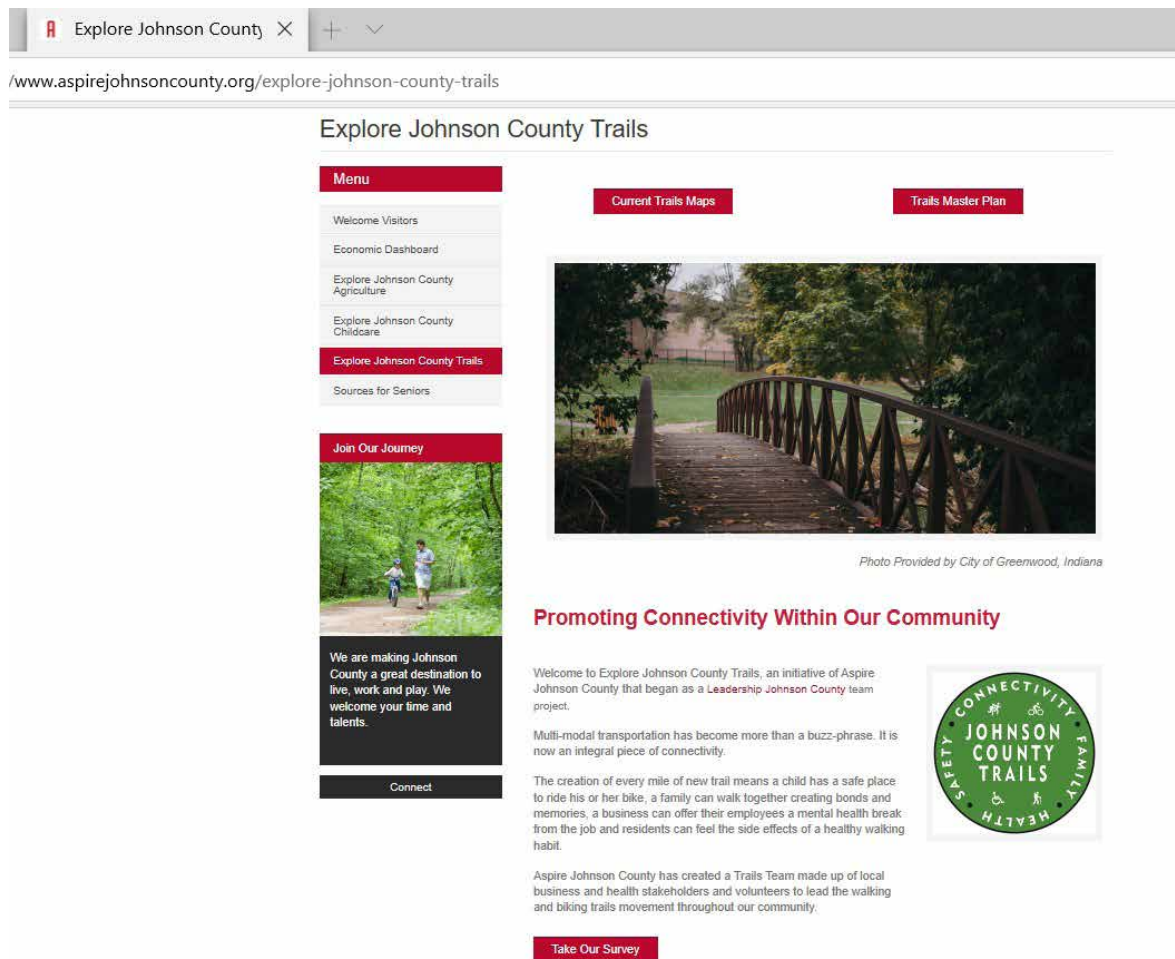 Explore Johnson County
/www.aspirejohnsoncounty.org/explore-johnson-county-trails
Explore Johnson County Trails
Menu
Welcome Visitors
Economic Dashboard
Explore Johnson County
Agriculture
Explore Johnson County
Childcare
Explore Johnson County Trails
Sources for Seniors
Join Our Journey
We are making Johnson
County a great destination to
live, work and play. We
welcome your time and
talents.
Connect
Current Trails Maps
Trails Master Plan
Photo Provided by City of Greenwood, Indiana
Promoting Connectivity Within Our Community
Welcome to Explore Johnson County Trails, an initiative of Aspire
Johnson County that began as a Leadership Johnson County team
project.
Multi-modal transportation has become more than a buzz-phrase. It is
now an integral piece of connectivity.
The creation of every mile of new trail means a child has a safe place
to ride his or her bike, a family can walk together creating bonds and
memories, a business can offer their employees a mental health break
from the job and residents can feel the side effects of a healthy walking
habit.
Aspire Johnson County has created a Trails Team made up of local
business and health stakeholders and volunteers to lead the walking
and biking trails movement throughout our community.
Take Our Survey
CONNECTIVITY
FAMILY
HEALTH
SAFETY
JOHNSON
COUNTY
TRAILS